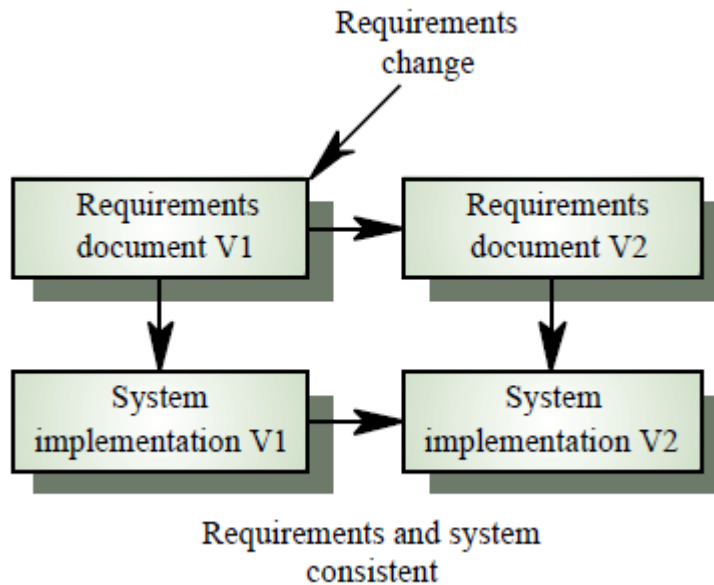 Requirements
change
Requirements
document V1
Requirements
document V2
System
implementation V1
System
implementation V2
Requirements and system
consistent